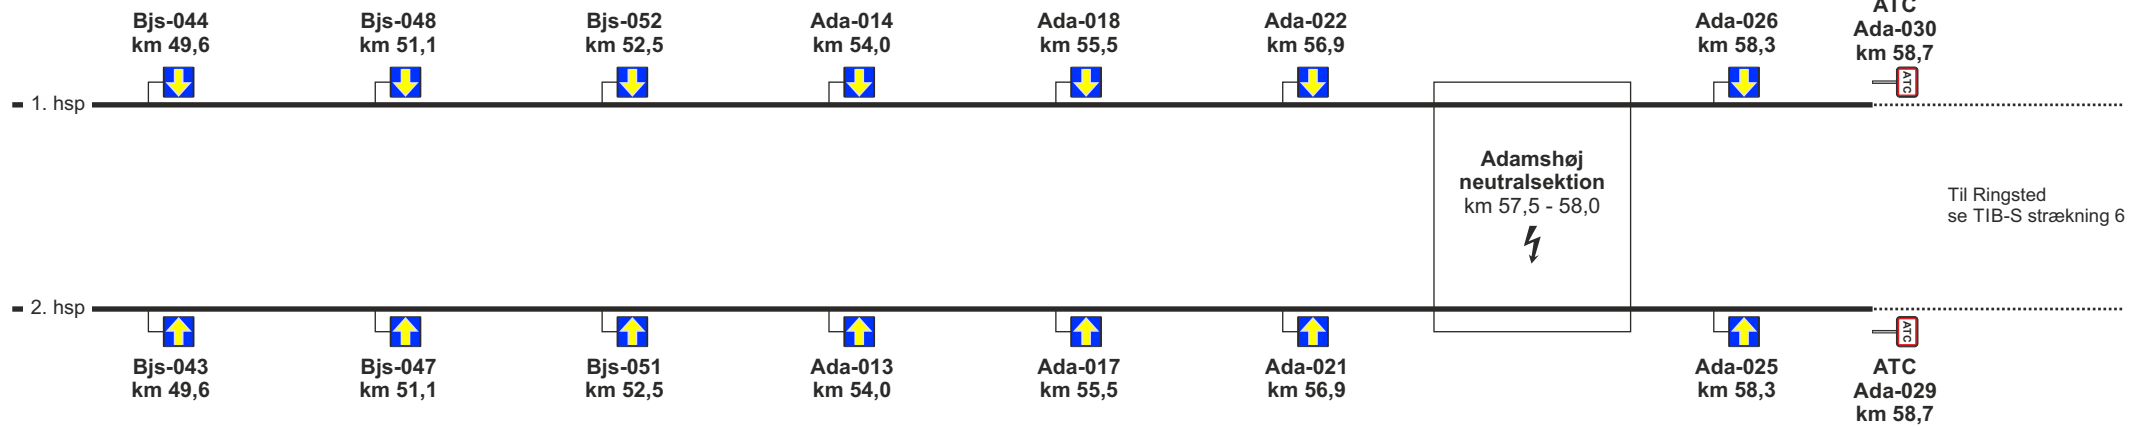 Bjs-044
km 49,6
Bjs-048
km 51,1
Bjs-052
km 52,5
Ada-014
km 54,0
Ada-018
km 55,5
Ada-022
km 56,9
Ada-026
km 58,3
ATC
Ada-030
km 58,7
ATC
1. hsp
Adamshøj
neutralsektion
km 57,5 - 58,0
Til Ringsted
se TIB-S strækning 6
2. hsp
ATC
Bjs-043
km 49,6
Bjs-047
km 51,1
Bjs-051
km 52,5
Ada-013
km 54,0
Ada-017
km 55,5
Ada-021
km 56,9
Ada-025
km 58,3
ATC
Ada-029
km 58,7